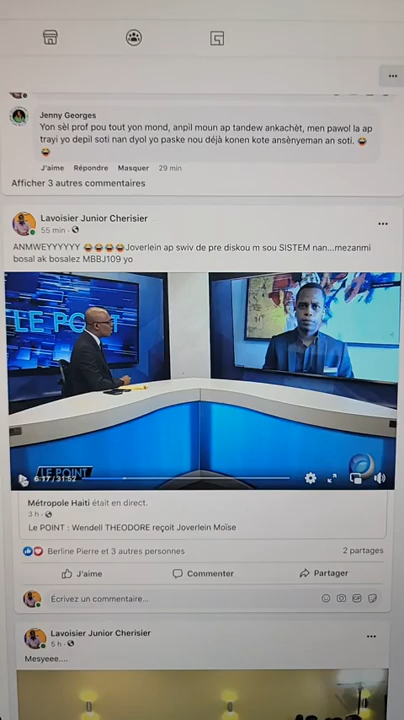 Jenny Georges
Yon sèl prof pou tout yon mond, anpil moun ap tandew ankachèt, men pawol la ap
trayi yo depil soti nan dyol yo paske nou déjà konen kote ansènyeman an soti. 😂
😂
J'aime Répondre Masquer 29 min
Afficher 3 autres commentaires
Lavoisier Junior Cherisier
55 min ·
ANMWEYYYYYY 😂😂😂😂Joverlein ap swiv de pre diskou m sou SISTEM nan...mezanmi
bosal ak bosalez MBBJ109 yo
LE PO T
LE POINT
6:17 / 31:52
Métropole Haiti était en direct.
3 h ·
Le POINT : Wendell THEODORE reçoit Joverlein Moïse
Berline Pierre et 3 autres personnes
2 partages
J'aime
Commenter
Partager
Écrivez un commentaire...
GIF
Lavoisier Junior Cherisier
5 h ·
Mesyeee....